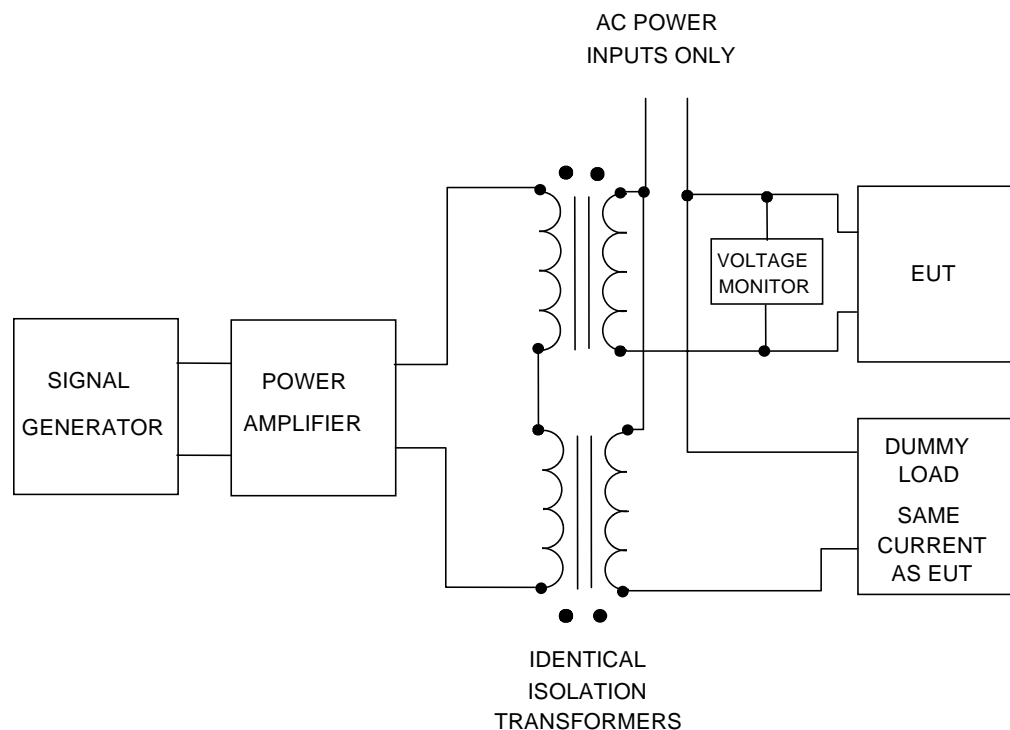 AC POWER
INPUTS ONLY
VOLTAGE
MONITOR
EUT
SIGNAL
GENERATOR
POWER
AMPLIFIER
DUMMY
LOAD
SAME
CURRENT
AS EUT
IDENTICAL
ISOLATION
TRANSFORMERS